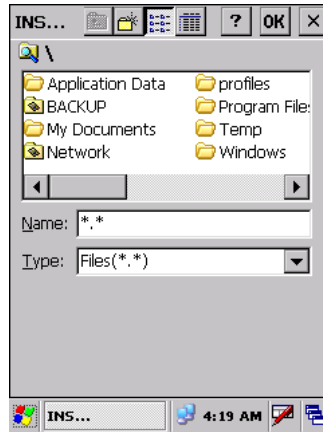 INS... ? OK ×
\
Application Data profiles
BACKUP Program File
My Documents Temp
Network Windows
Name: *.*
Type: Files(*.*)
INS... 4:19 AM